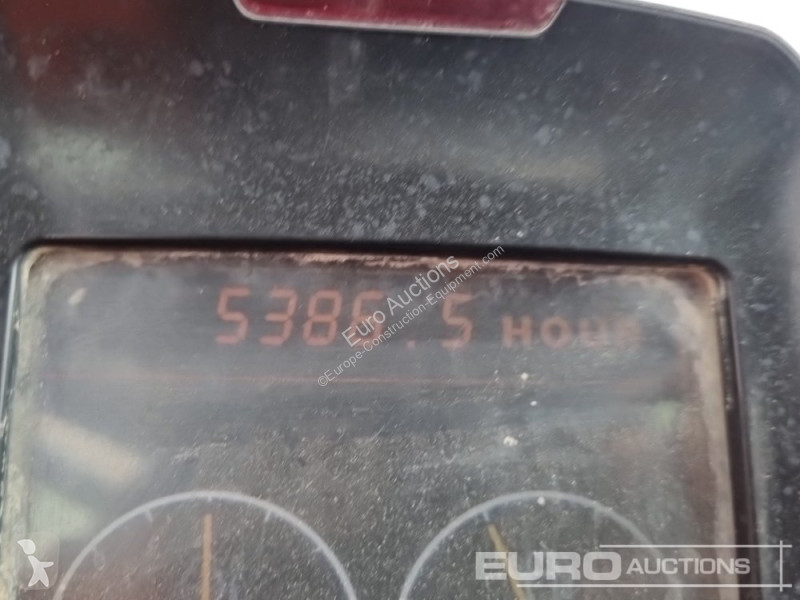 5386.5 HOUR
Euro Auctions
©Europe-Construction-Equipment.com
EURO AUCTIONS